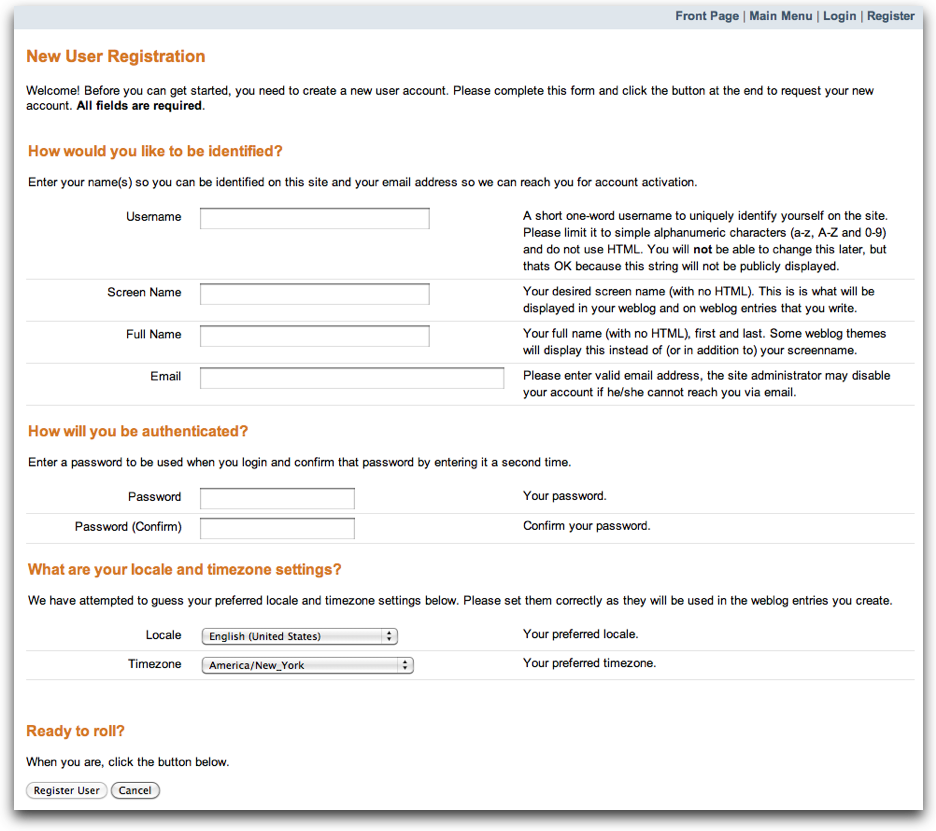 Front Page | Main Menu | Login | Register
New User Registration
Welcome! Before you can get started, you need to create a new user account. Please complete this form and click the button at the end to request your new
account. All fields are required.
How would you like to be identified?
Enter your name(s) so you can be identified on this site and your email address so we can reach you for account activation.
Username
A short one-word username to uniquely identify yourself on the site.
Please limit it to simple alphanumeric characters (a-z, A-Z and 0-9)
and do not use HTML. You will not be able to change this later, but
thats OK because this string will not be publicly displayed.
Screen Name
Your desired screen name (with no HTML). This is is what will be
displayed in your weblog and on weblog entries that you write.
Full Name
Your full name (with no HTML), first and last. Some weblog themes
will display this instead of (or in addition to) your screenname.
Email
Please enter valid email address, the site administrator may disable
your account if he/she cannot reach you via email.
How will you be authenticated?
Enter a password to be used when you login and confirm that password by entering it a second time.
Password
Your password.
Password (Confirm)
Confirm your password.
What are your locale and timezone settings?
We have attempted to guess your preferred locale and timezone settings below. Please set them correctly as they will be used in the weblog entries you create.
Locale
English (United States)
Your preferred locale.
Timezone
America/New_York
Your preferred timezone.
Ready to roll?
When you are, click the button below.
Register User
Cancel